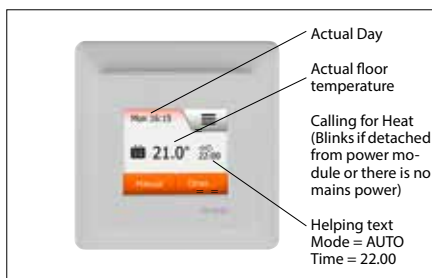 Actual Day
Actual floor
temperature
Mon 16:15
21.0°
22:00
Manual
Calling for Heat
(Blinks if detached
from power mo-
dule or there is no
mains power)
Helping text
Mode = AUTO
Time = 22.00